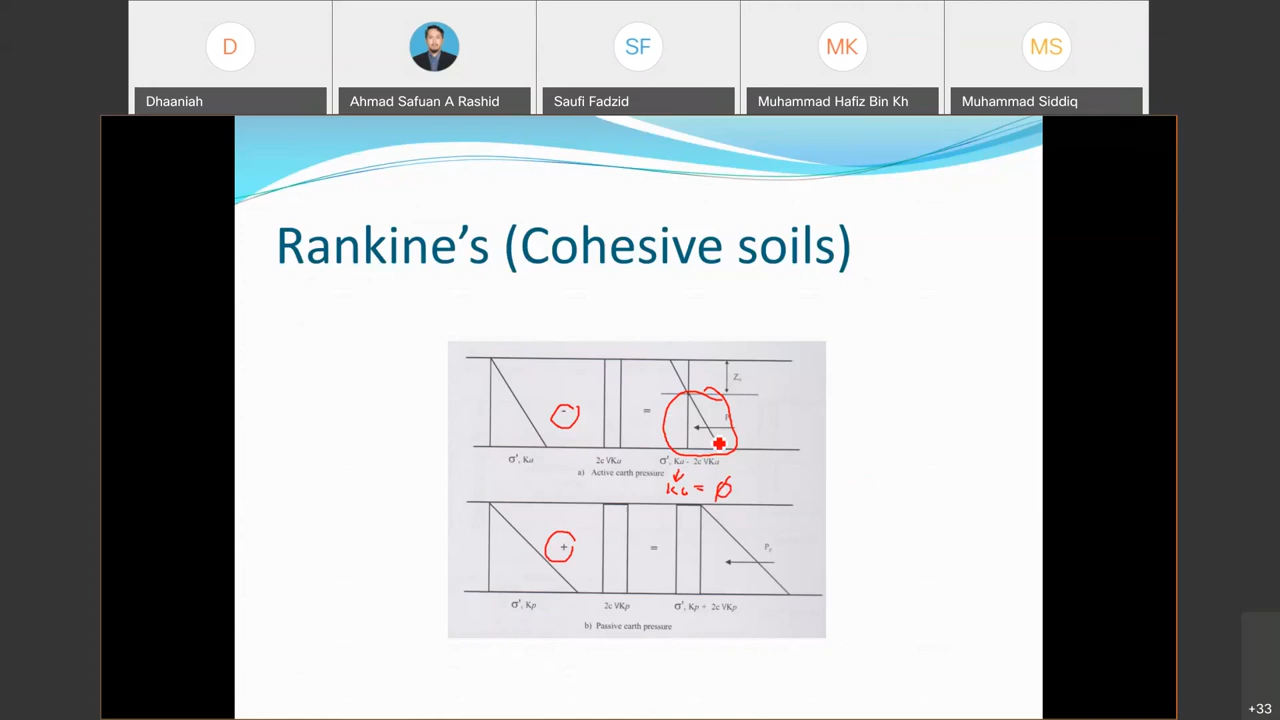 D
SF
MK
MS
Dhaaniah
Ahmad Safuan A Rashid
Saufi Fadzid
Muhammad Hafiz Bin Kh
Muhammad Siddiq
Rankine's (Cohesive soils)
-
=
σ', Ka
2c √Ka
σ', Ka - 2c √Ka
a) Active earth pressure
= ϕ
+
=
σ', Kp
2c √Kp
σ', Kp + 2c √Kp
b) Passive earth pressure
+33